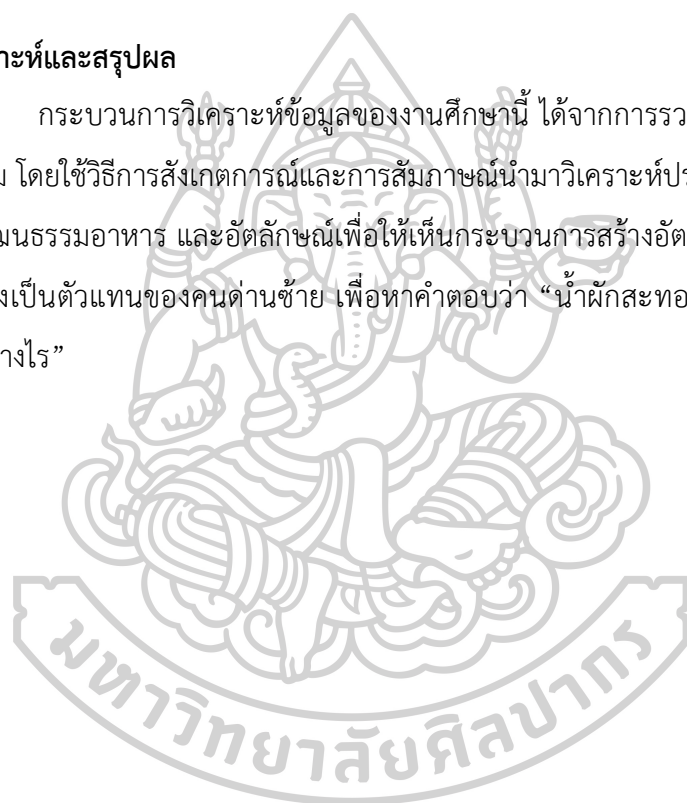 าะห์และสรุปผล
กระบวนการวิเคราะห์ข้อมูลของงานศึกษานี้ ได้จากการรว
ม โดยใช้วิธีการสังเกตการณ์และการสัมภาษณ์นำมาวิเคราะห์ปร
ฒนธรรมอาหาร และอัตลักษณ์เพื่อให้เห็นกระบวนการสร้างอัต
งเป็นตัวแทนของคนด่านซ้าย เพื่อหาคำตอบว่า “น้ำผักสะทอ
างไร”
มหาวิทยาลัยศิลปากร